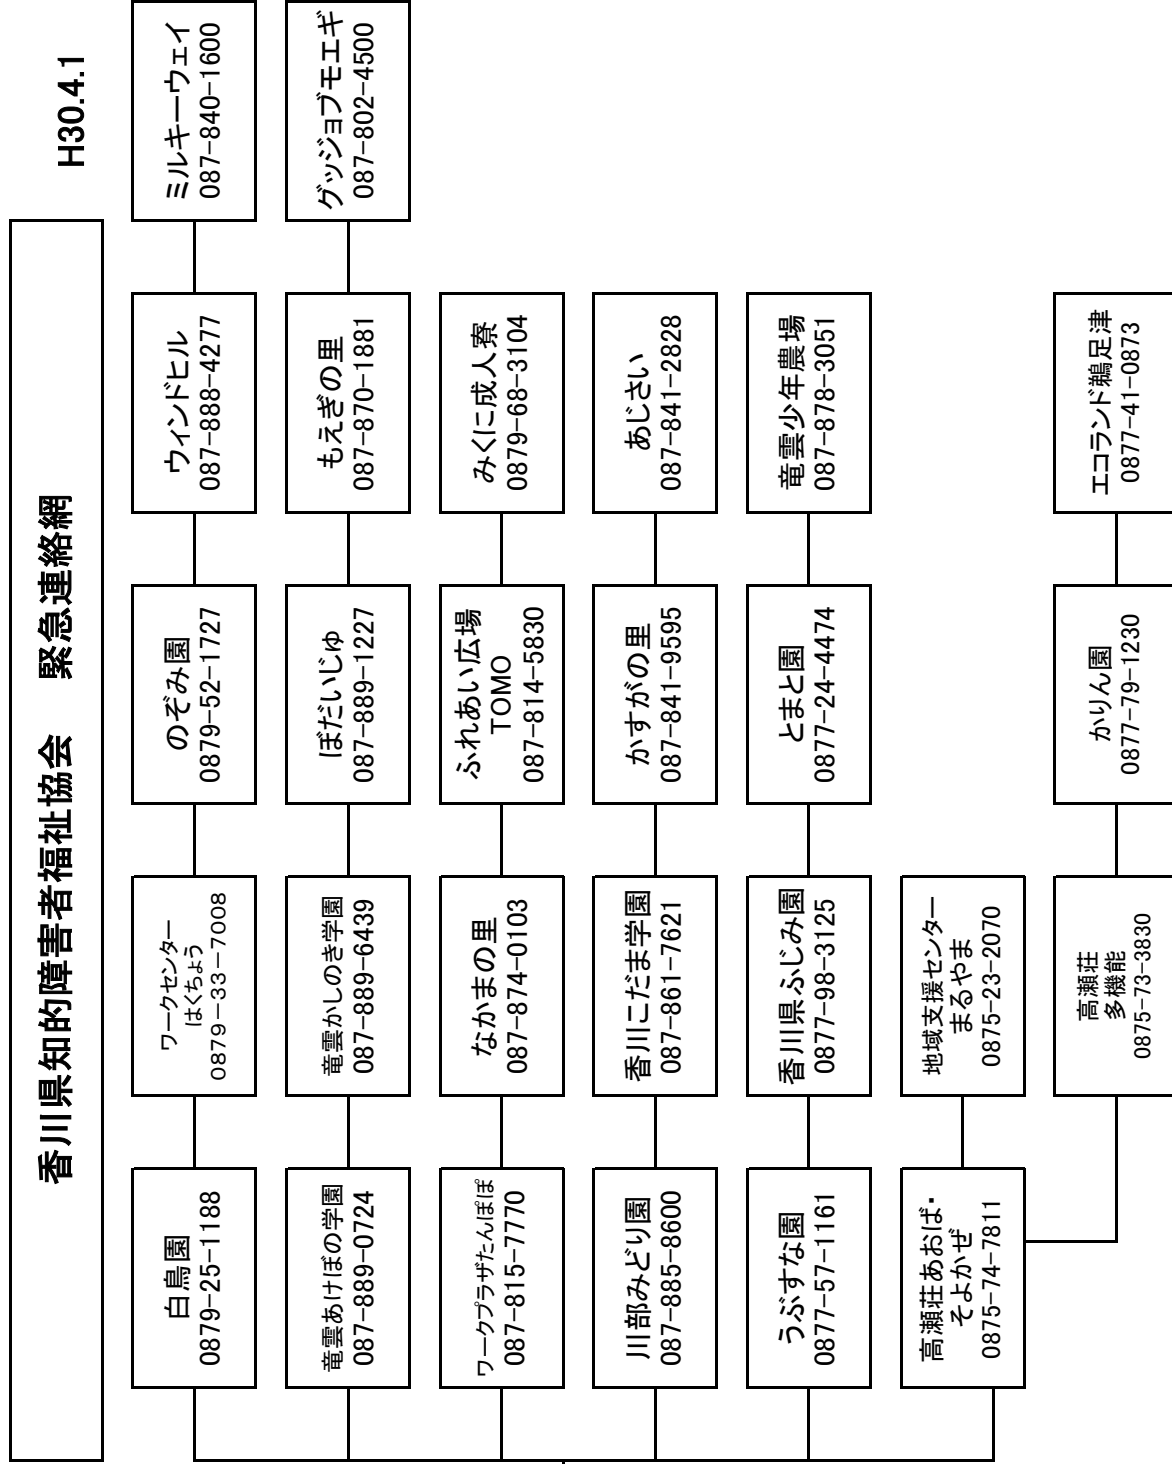 香川県知的障害者福祉協会　緊急連絡網
H30.4.1
白鳥園
0879-25-1188
ワークセンター
はくちょう
0879-33-7008
のぞみ園
0879-52-1727
ウィンドヒル
087-888-4277
ミルキーウェイ
087-840-1600
竜雲あけぼの学園
087-889-0724
竜雲かしのき学園
087-889-6439
ぼだいじゅ
087-889-1227
もえぎの里
087-870-1881
グッジョブモエギ
087-802-4500
ワークプラザたんぽぽ
087-815-7770
なかまの里
087-874-0103
ふれあい広場
TOMO
087-814-5830
みくに成人寮
0879-68-3104
川部みどり園
087-885-8600
香川こだま学園
087-861-7621
かすがの里
087-841-9595
あじさい
087-841-2828
うぶすな園
0877-57-1161
香川県ふじみ園
0877-98-3125
とまと園
0877-24-4474
竜雲少年農場
087-878-3051
高瀬荘あおば・
そよかぜ
0875-74-7811
地域支援センター
まるやま
0875-23-2070
高瀬荘
多機能
0875-73-3830
かりん園
0877-79-1230
エコランド鵜足津
0877-41-0873